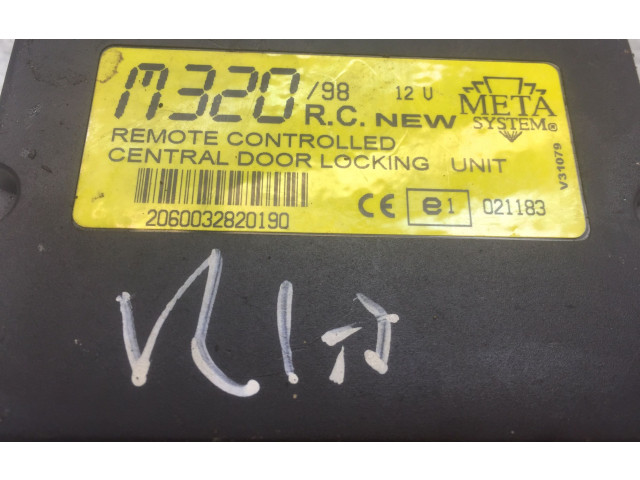 M320/98 12 V
R.C. NEW
META
SYSTEM®
REMOTE CONTROLLED
CENTRAL DOOR LOCKING UNIT
2060032820190
CE e1 021183
V31079